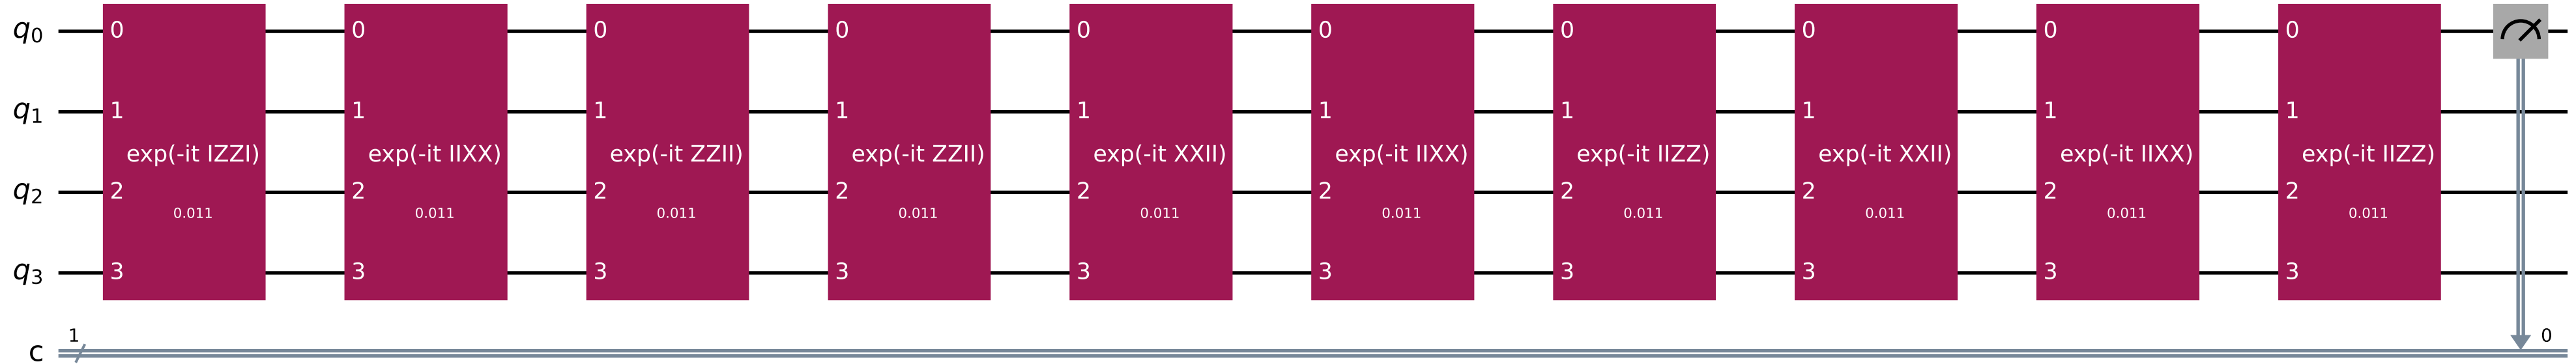 q0 0 0 0 0 0 0 0 0 0 0
q1 1 1 1 1 1 1 1 1 1 1
exp(-it IZZI) exp(-it IIXX) exp(-it ZZII) exp(-it ZZII) exp(-it XXII) exp(-it IIXX) exp(-it IIZZ) exp(-it XXII) exp(-it IIXX) exp(-it IIZZ)
q2 2 2 2 2 2 2 2 2 2 2
0.011 0.011 0.011 0.011 0.011 0.011 0.011 0.011 0.011 0.011
q3 3 3 3 3 3 3 3 3 3 3
1 0
c